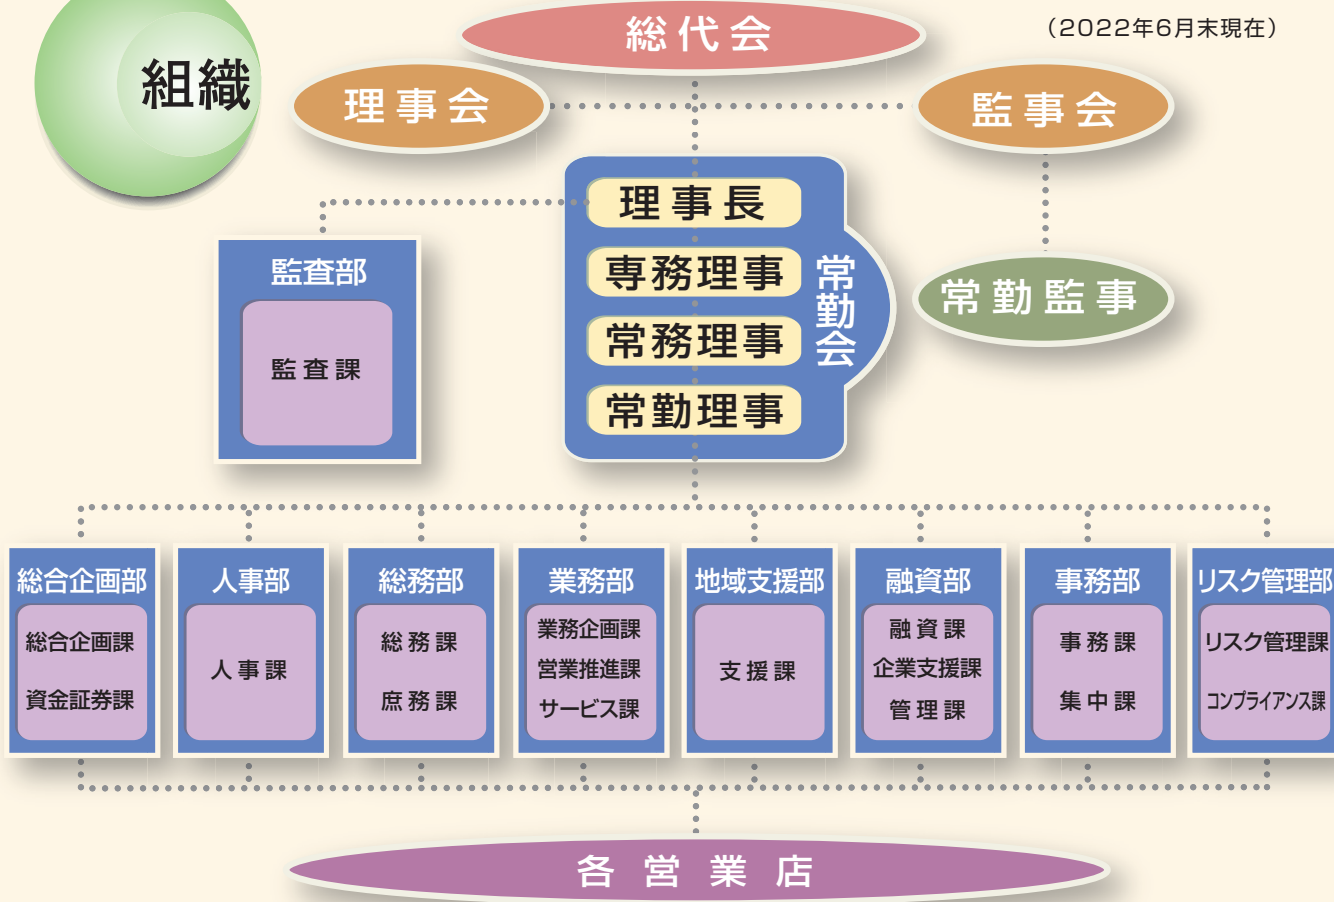 組織
(2022年6月末現在)
総代会
理事会
監事会
理事長
専務理事
常務理事
常勤理事
常勤会
常勤監事
監査部
監査課
総合企画部
総合企画課
資金証券課
人事部
人事課
総務部
総務課
庶務課
業務部
業務企画課
営業推進課
サービス課
地域支援部
支援課
融資部
融資課
企業支援課
管理課
事務部
事務課
集中課
リスク管理部
リスク管理課
コンプライアンス課
各営業店